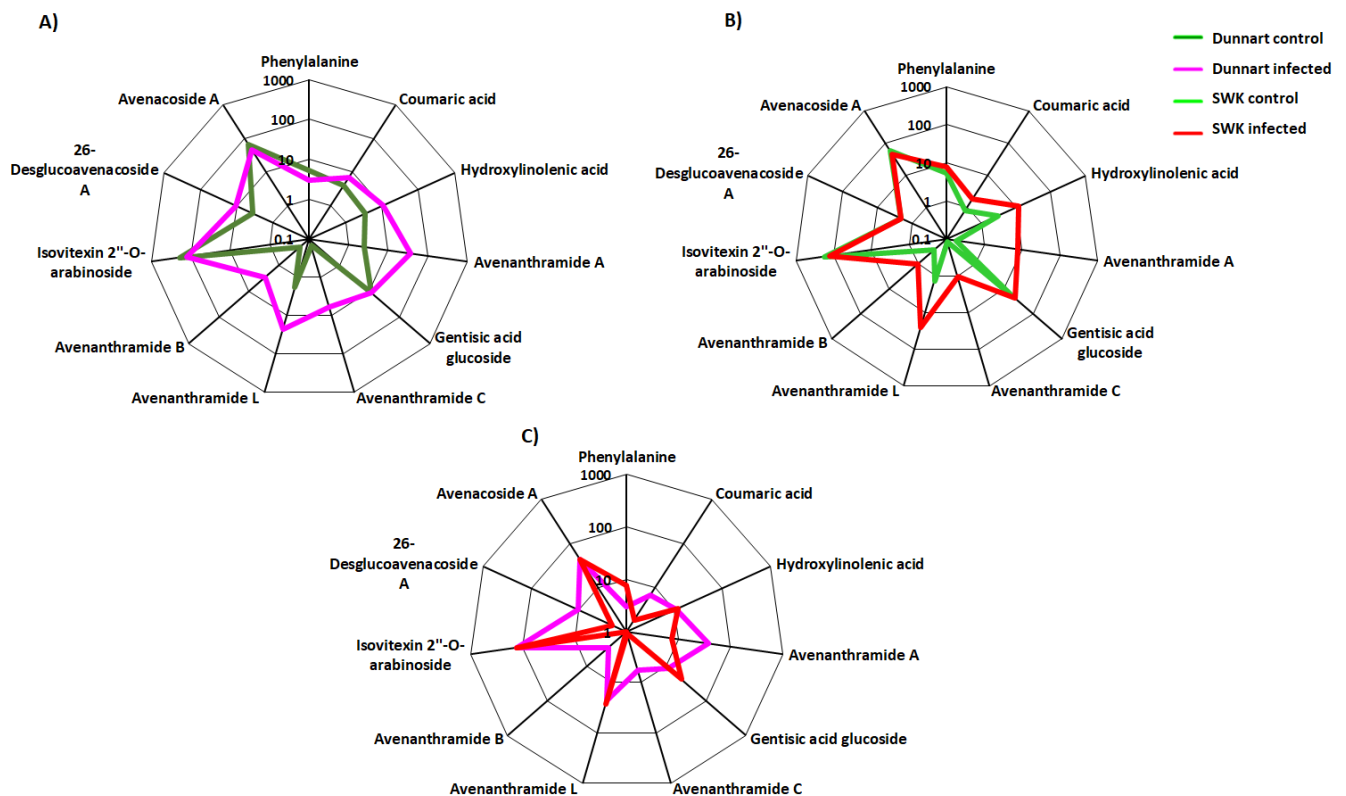 A)
Phenylalanine
1000
Coumaric acid
Avenacoside A
100
26-
Desglucoavenacoside
A
10
Hydroxylinolenic acid
1
Isovitexin 2''-O-
arabinoside
0.1
Avenanthramide A
Avenanthramide B
Gentisic acid
glucoside
Avenanthramide L
Avenanthramide C
B)
Phenylalanine
1000
Coumaric acid
Avenacoside A
100
26-
Desglucoavenacoside
A
10
Hydroxylinolenic acid
1
Isovitexin 2''-O-
arabinoside
0.1
Avenanthramide A
Avenanthramide B
Gentisic acid
glucoside
Avenanthramide L
Avenanthramide C
Dunnart control
Dunnart infected
SWK control
SWK infected
C)
Phenylalanine
1000
Coumaric acid
Avenacoside A
100
26-
Desglucoavenacoside
A
10
Hydroxylinolenic acid
1
Isovitexin 2''-O-
arabinoside
Avenanthramide A
Avenanthramide B
Gentisic acid glucoside
Avenanthramide L
Avenanthramide C